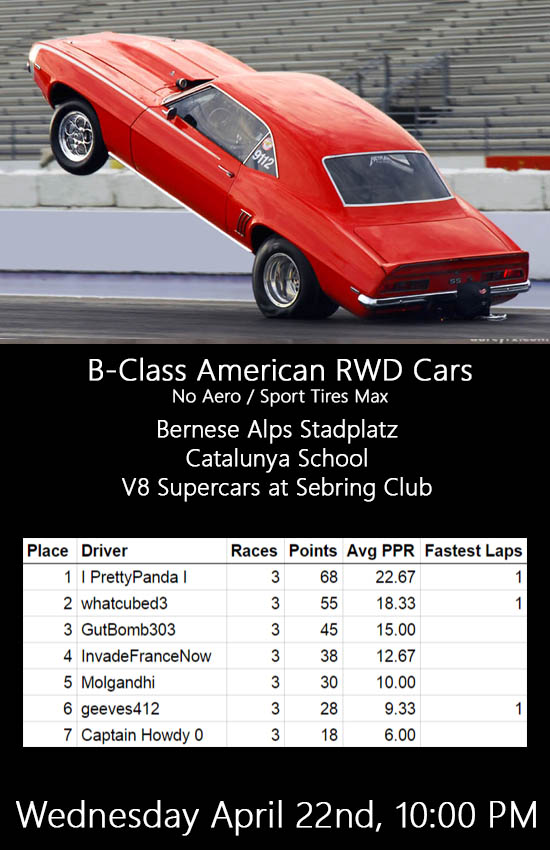 9112
SS
B-Class American RWD Cars
No Aero / Sport Tires Max
Bernese Alps Stadplatz
Catalunya School
V8 Supercars at Sebring Club
Place Driver Races Points Avg PPR Fastest Laps
1 I PrettyPanda I 3 68 22.67 1
2 whatcubed3 3 55 18.33 1
3 GutBomb303 3 45 15.00
4 InvadeFranceNow 3 38 12.67
5 Molgandhi 3 30 10.00
6 geeves412 3 28 9.33 1
7 Captain Howdy 0 3 18 6.00
Wednesday April 22nd, 10:00 PM